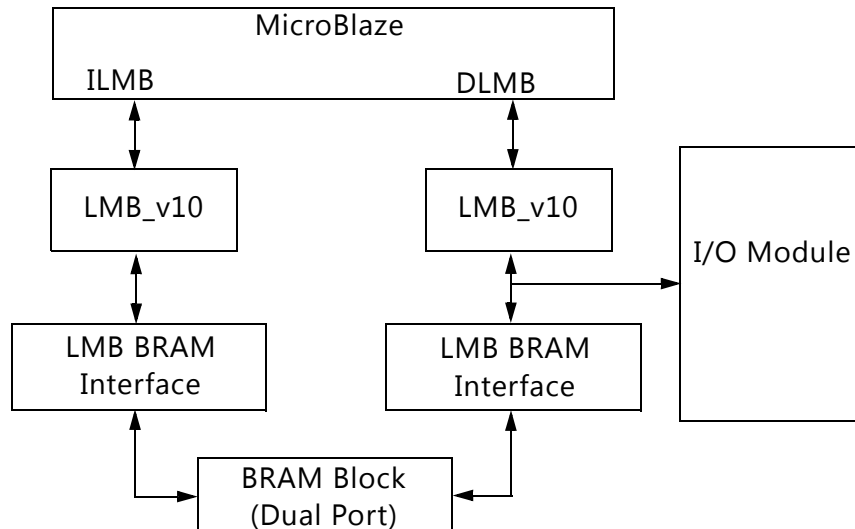 MicroBlaze
ILMB
DLMB
LMB_v10
LMB_v10
I/O Module
LMB BRAM
Interface
LMB BRAM
Interface
BRAM Block
(Dual Port)